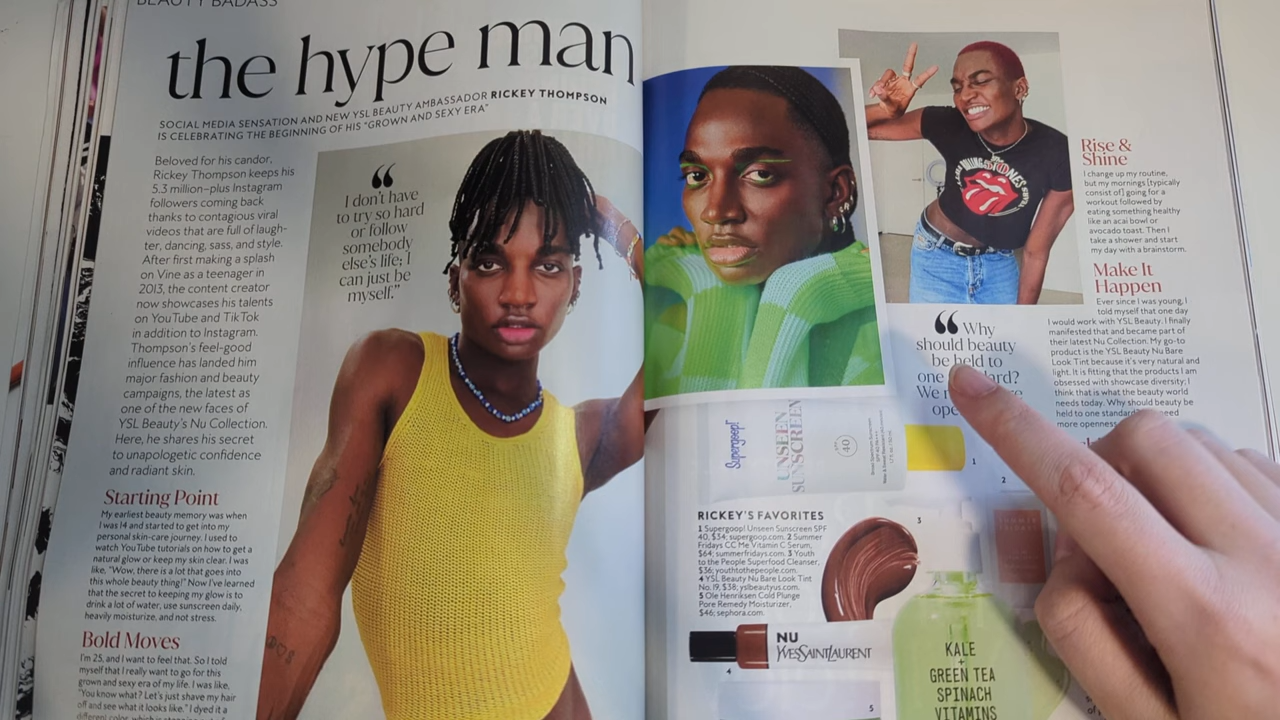 BEAUTY BADASS
the hype man
SOCIAL MEDIA SENSATION AND NEW YSL BEAUTY AMBASSADOR RICKEY THOMPSON
IS CELEBRATING THE BEGINNING OF HIS “GROWN AND SEXY ERA”
Beloved for his candor,
Rickey Thompson keeps his
5.3 million-plus Instagram
followers coming back
thanks to contagious viral
videos that are full of laugh-
ter, dancing, sass, and style.
After first making a splash
on Vine as a teenager in
2013, the content creator
now showcases his talents
on YouTube and TikTok
in addition to Instagram.
Thompson’s feel-good
influence has landed him
major fashion and beauty
campaigns, the latest as
one of the new faces of
YSL Beauty’s Nu Collection.
Here, he shares his secret
to unapologetic confidence
and radiant skin.
Starting Point
My earliest beauty memory was when
I was 14 and started to get into my
personal skin-care journey. I used to
watch YouTube tutorials on how to get a
natural glow or keep my skin clear. I was
like, “Wow, there is a lot that goes into
this whole beauty thing!” Now I’ve learned
that the secret to keeping my glow is to
drink a lot of water, use sunscreen daily,
heavily moisturize, and not stress.
Bold Moves
I’m 25, and I want to feel that. So I told
myself that I really want to go for this
grown and sexy era of my life. I was like,
“You know what? Let’s just shave my hair
off and see what it looks like.” I dyed it a
different color, which is
“
I don’t have
to try so hard
or follow
somebody
else’s life; I
can just be
myself.”
THE ROLLING STONES
Rise &
Shine
I change up my routine,
but my mornings [typically
consist of] going for a
workout followed by
eating something healthy
like an acai bowl or
avocado toast. Then I
take a shower and start
my day with a brainstorm.
Make It
Happen
Ever since I was young, I
told myself that one day
I would work with YSL Beauty. I finally
manifested that and became part of
their latest Nu Collection. My go-to
product is the YSL Beauty Nu Bare
Look Tint because it’s very natural and
light. It is fitting that the products I am
obsessed with showcase diversity; I
think that is what the beauty world
needs today. Why should beauty be
held to one standard? need
more openness
“ Why
should beauty
be held to
one
We
Supergoop!
UNSEEN
SUNSCREEN
SPF
40
1
2
3
RICKEY’S FAVORITES
1 Supergoop! Unseen Sunscreen SPF
40, $34; supergoop.com. 2 Summer
Fridays CC Me Vitamin C Serum,
$64; summerfridays.com. 3 Youth
to the People Superfood Cleanser,
$36; youthtothepeople.com.
4 YSL Beauty Nu Bare Look Tint
No. 19, $38; yslbeautyus.com.
5 Ole Henriksen Cold Plunge
Pore Remedy Moisturizer,
$46; sephora.com.
NU
YVESSAINTLAURENT
4
5
KALE
+
GREEN TEA
SPINACH
VITAMINS